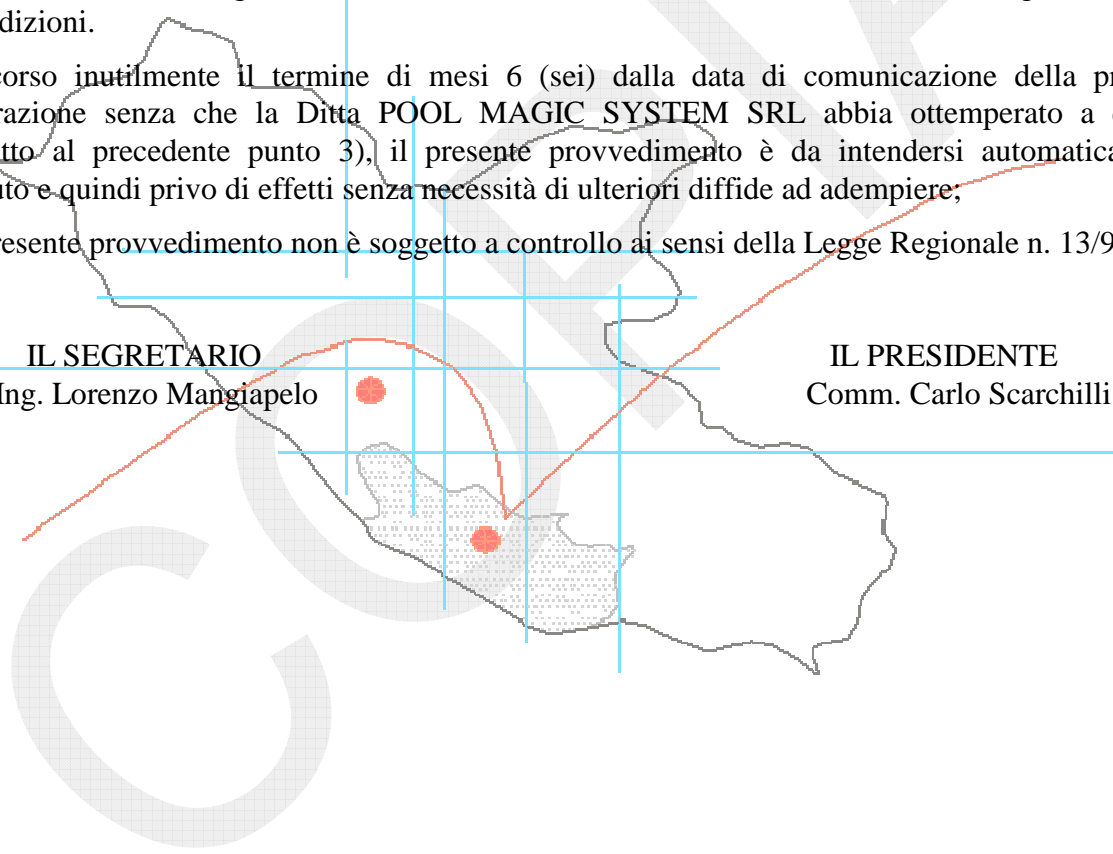 dizioni.
corso inutilmente il termine di mesi 6 (sei) dalla data di comunicazione della pr
razione senza che la Ditta POOL MAGIC SYSTEM SRL abbia ottemperato a
tto al precedente punto 3), il presente provvedimento è da intendersi automatica
uto e quindi privo di effetti senza necessità di ulteriori diffide ad adempiere;
resente provvedimento non è soggetto a controllo ai sensi della Legge Regionale n. 13/9
IL SEGRETARIO IL PRESIDENTE
Ing. Lorenzo Mangiapelo Comm. Carlo Scarchilli
COPIA